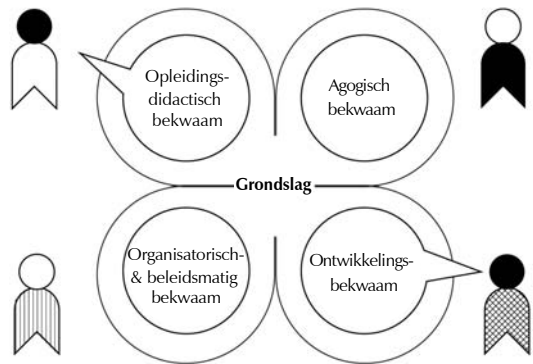 Opleidings-
didactisch
bekwaam
Agogisch
bekwaam
Grondslag
Organisatorisch-
& beleidsmatig
bekwaam
Ontwikkelings-
bekwaam